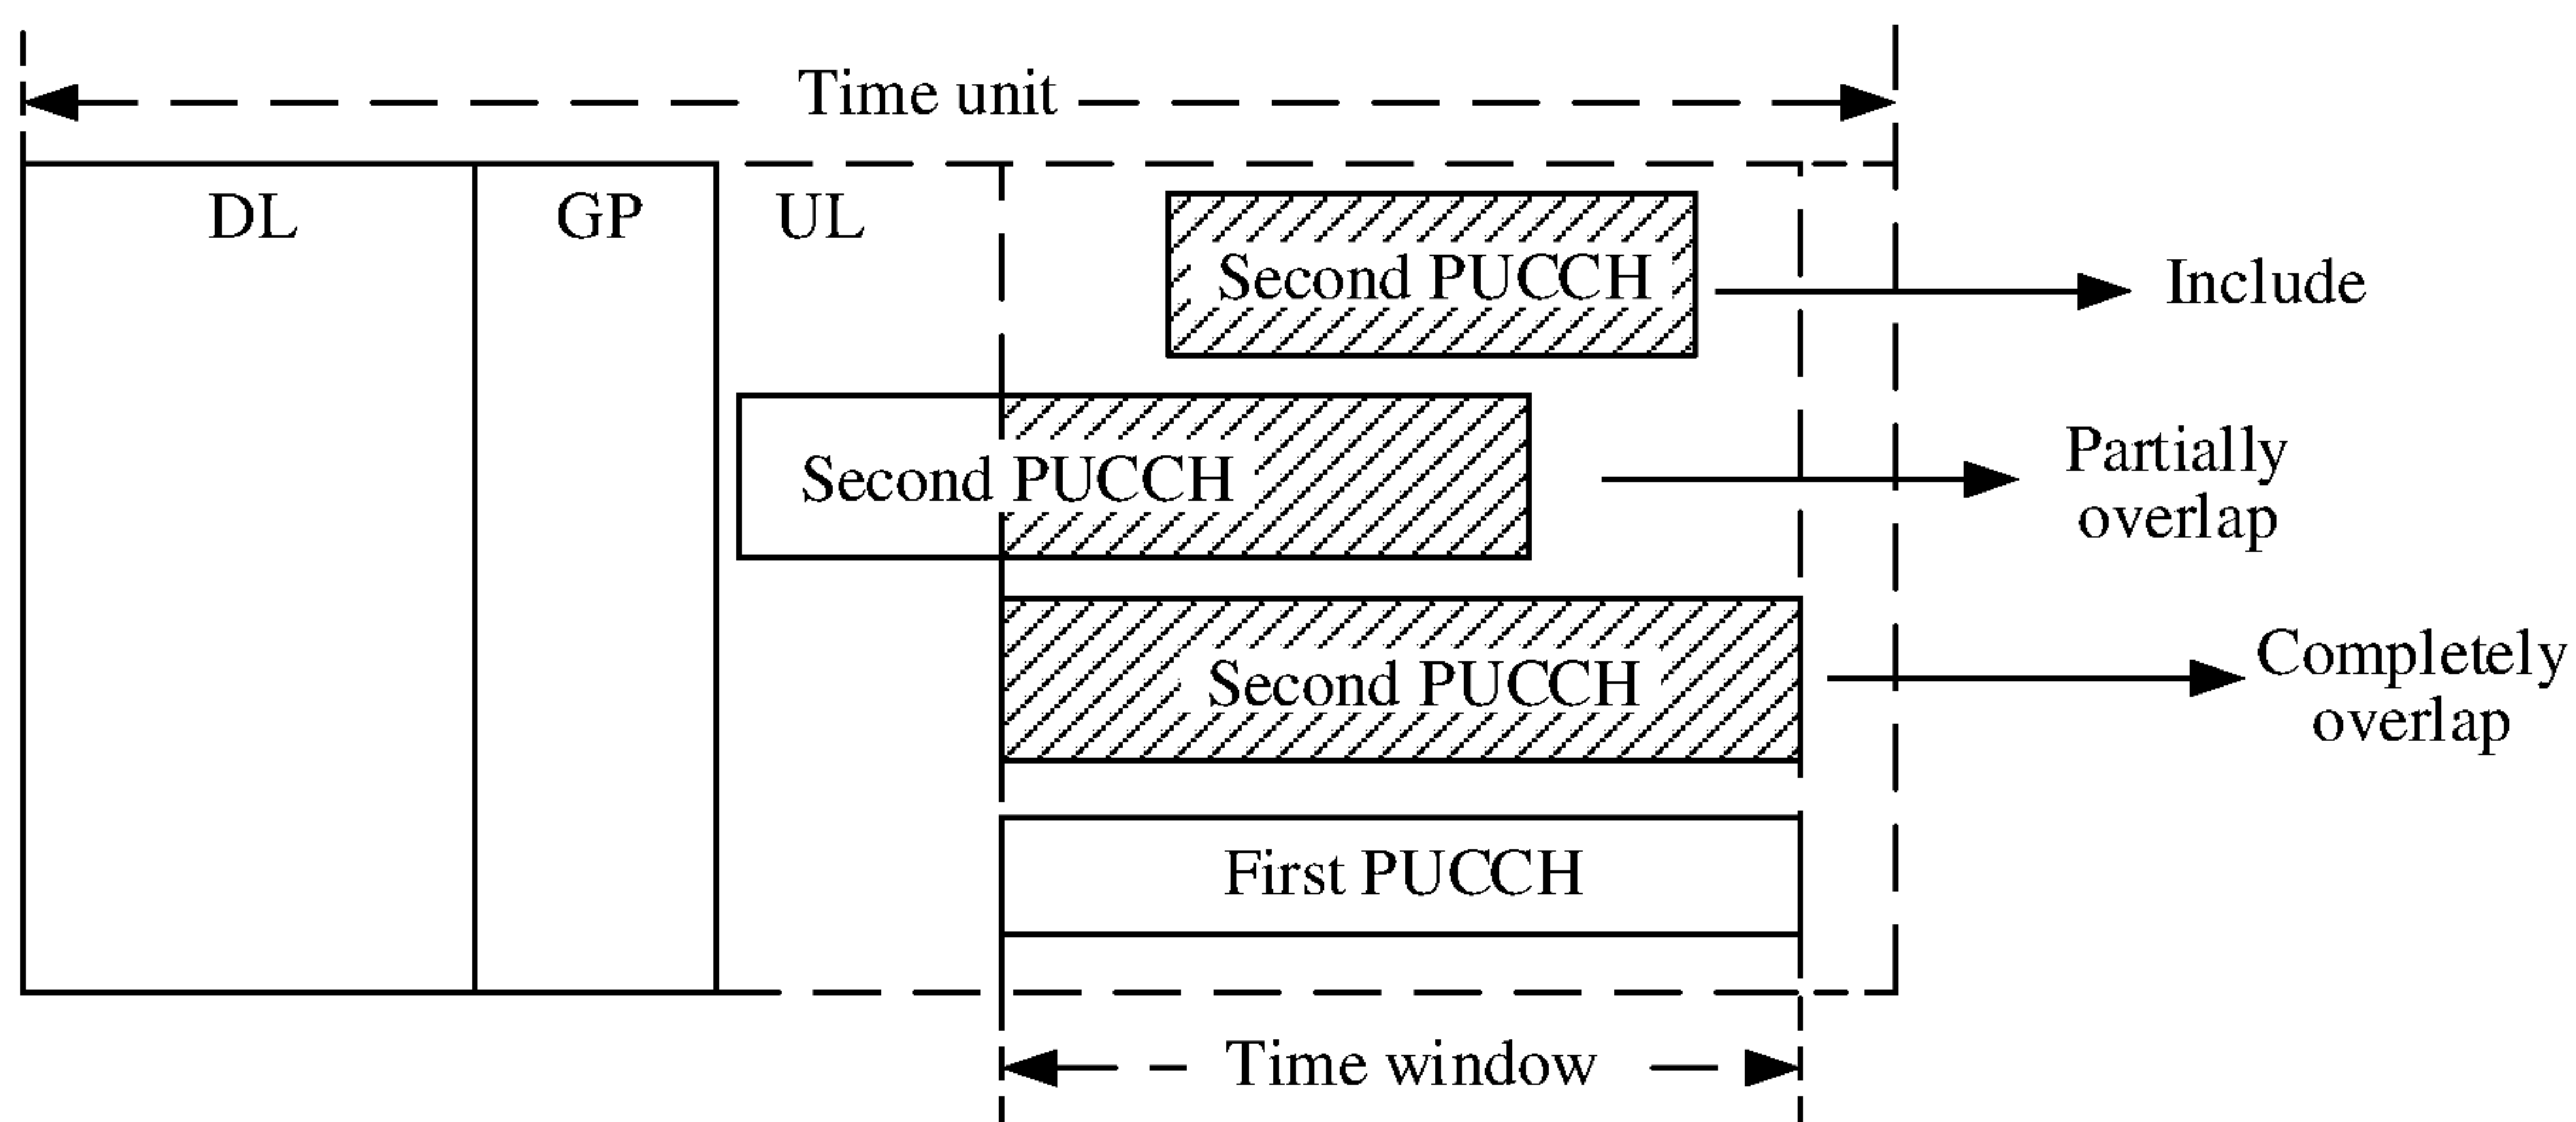 Time unit
DL
GP
UL
Second PUCCH
Include
Second PUCCH
Partially
overlap
Second PUCCH
Completely
overlap
First PUCCH
Time window